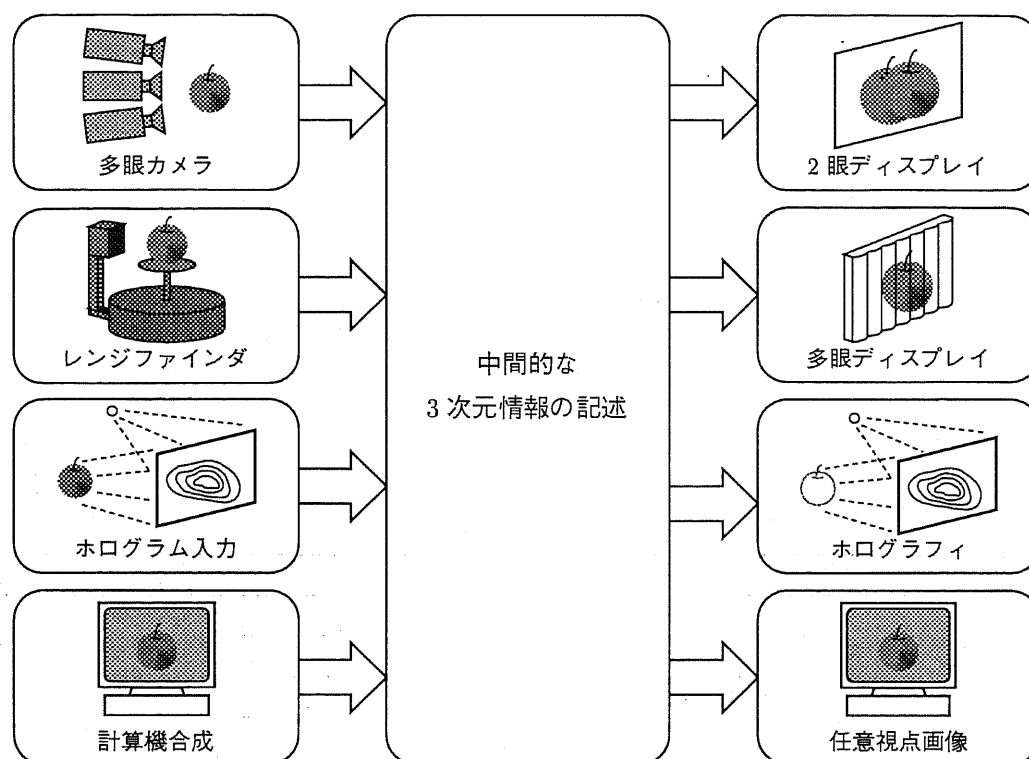 多眼カメラ
レンジファインダ
ホログラム入力
計算機合成
中間的な
3次元情報の記述
2眼ディスプレイ
多眼ディスプレイ
ホログラフィ
任意視点画像